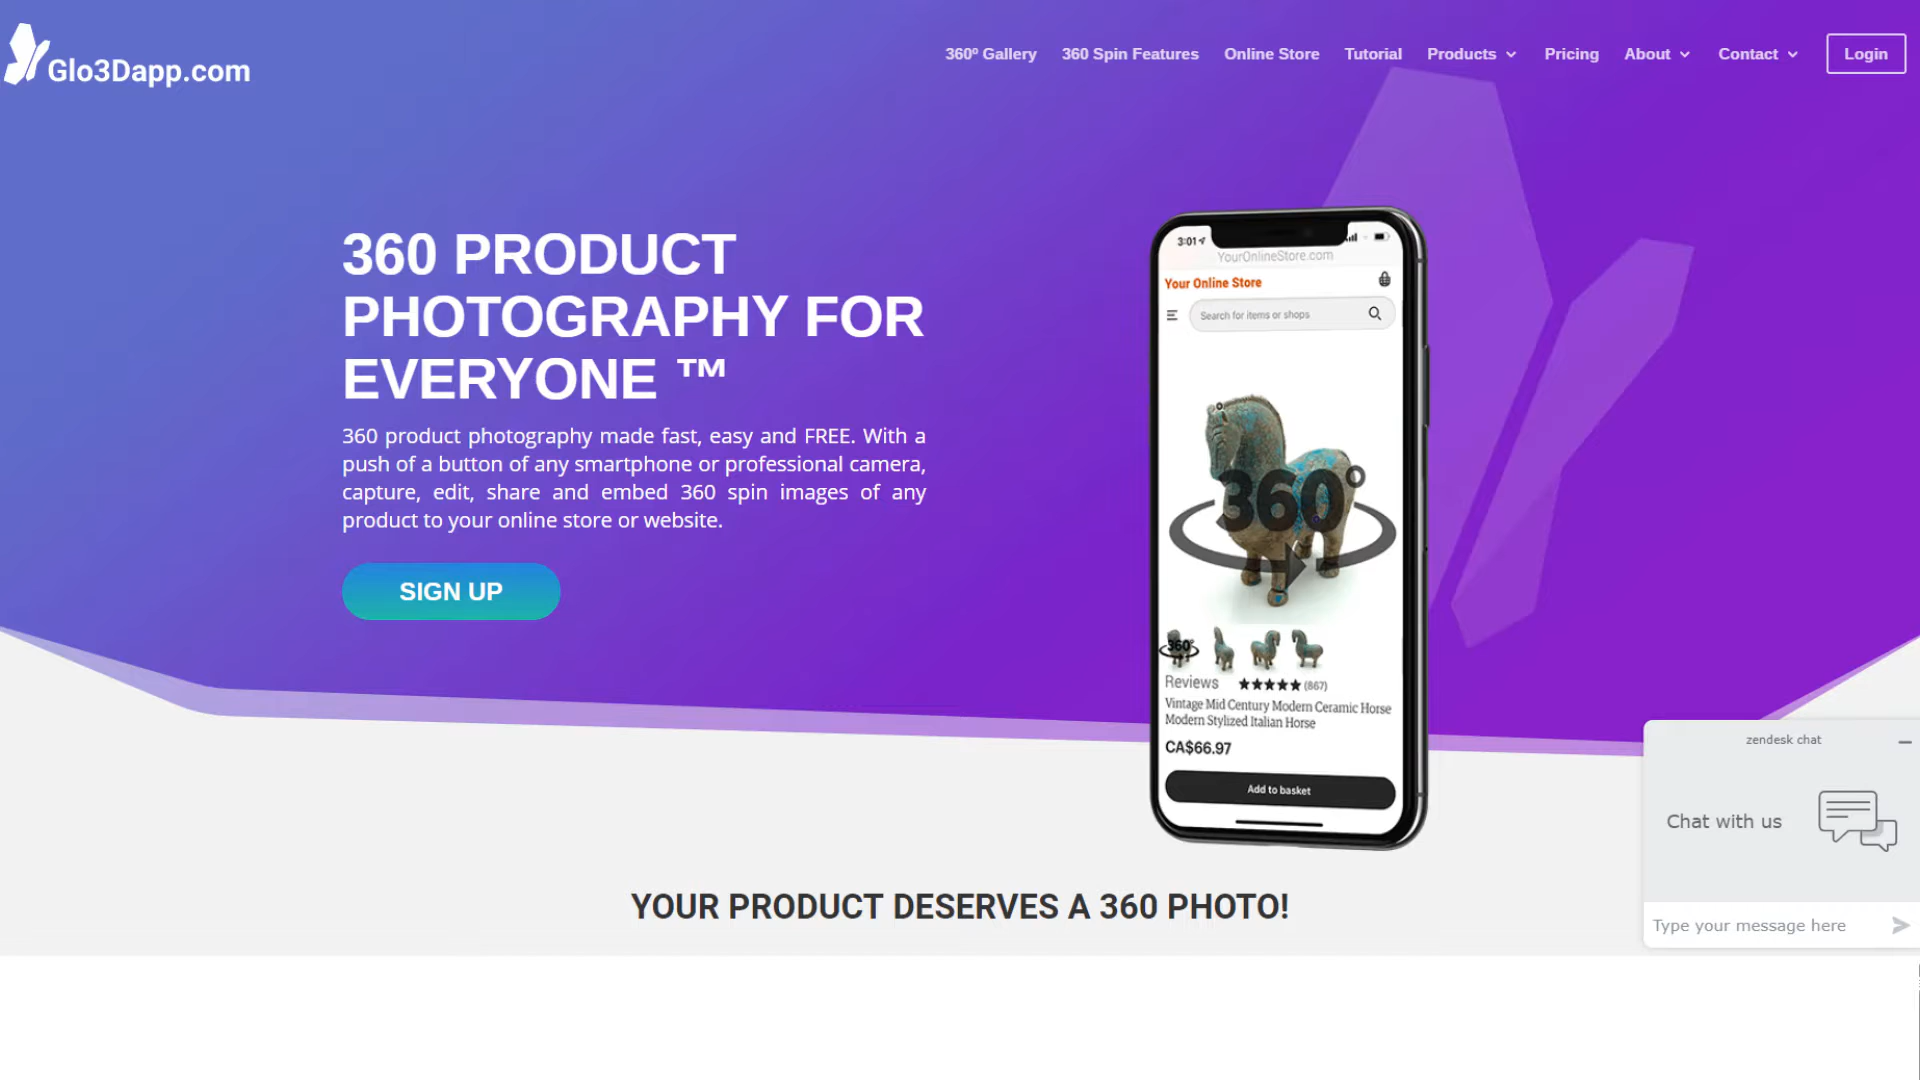 Glo3Dapp.com
360º Gallery
360 Spin Features
Online Store
Tutorial
Products
Pricing
About
Contact
Login
360 PRODUCT
PHOTOGRAPHY FOR
EVERYONE ™
360 product photography made fast, easy and FREE. With a
push of a button of any smartphone or professional camera,
capture, edit, share and embed 360 spin images of any
product to your online store or website.
SIGN UP
3:01
YourOnlineStore.com
Your Online Store
Search for items or shops
360°
360°
Reviews ★★★★★ (867)
Vintage Mid Century Modern Ceramic Horse
Modern Stylized Italian Horse
CA$66.97
Add to basket
YOUR PRODUCT DESERVES A 360 PHOTO!
zendesk chat
Chat with us
Type your message here